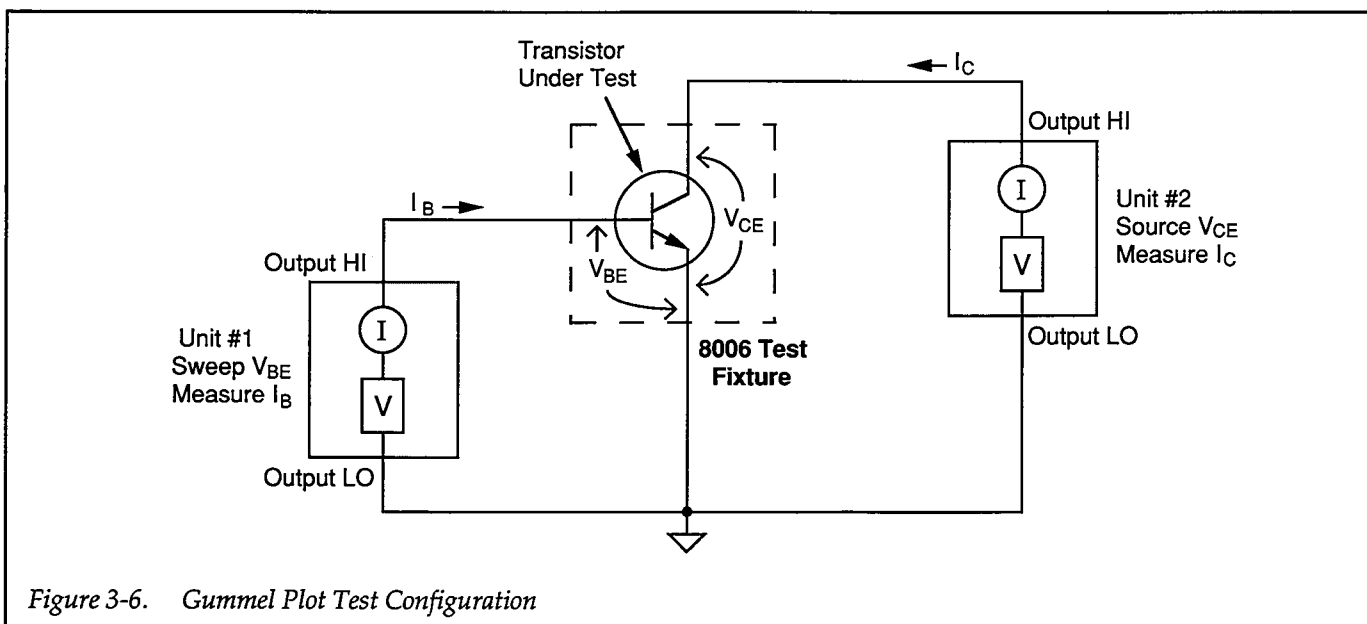 Transistor
Under Test
I_C
Output HI
I
V
Unit #2
Source V_CE
Measure I_C
Output LO
I_B
V_CE
V_BE
Output HI
I
V
Unit #1
Sweep V_BE
Measure I_B
Output LO
8006 Test
Fixture
Figure 3-6. Gummel Plot Test Configuration